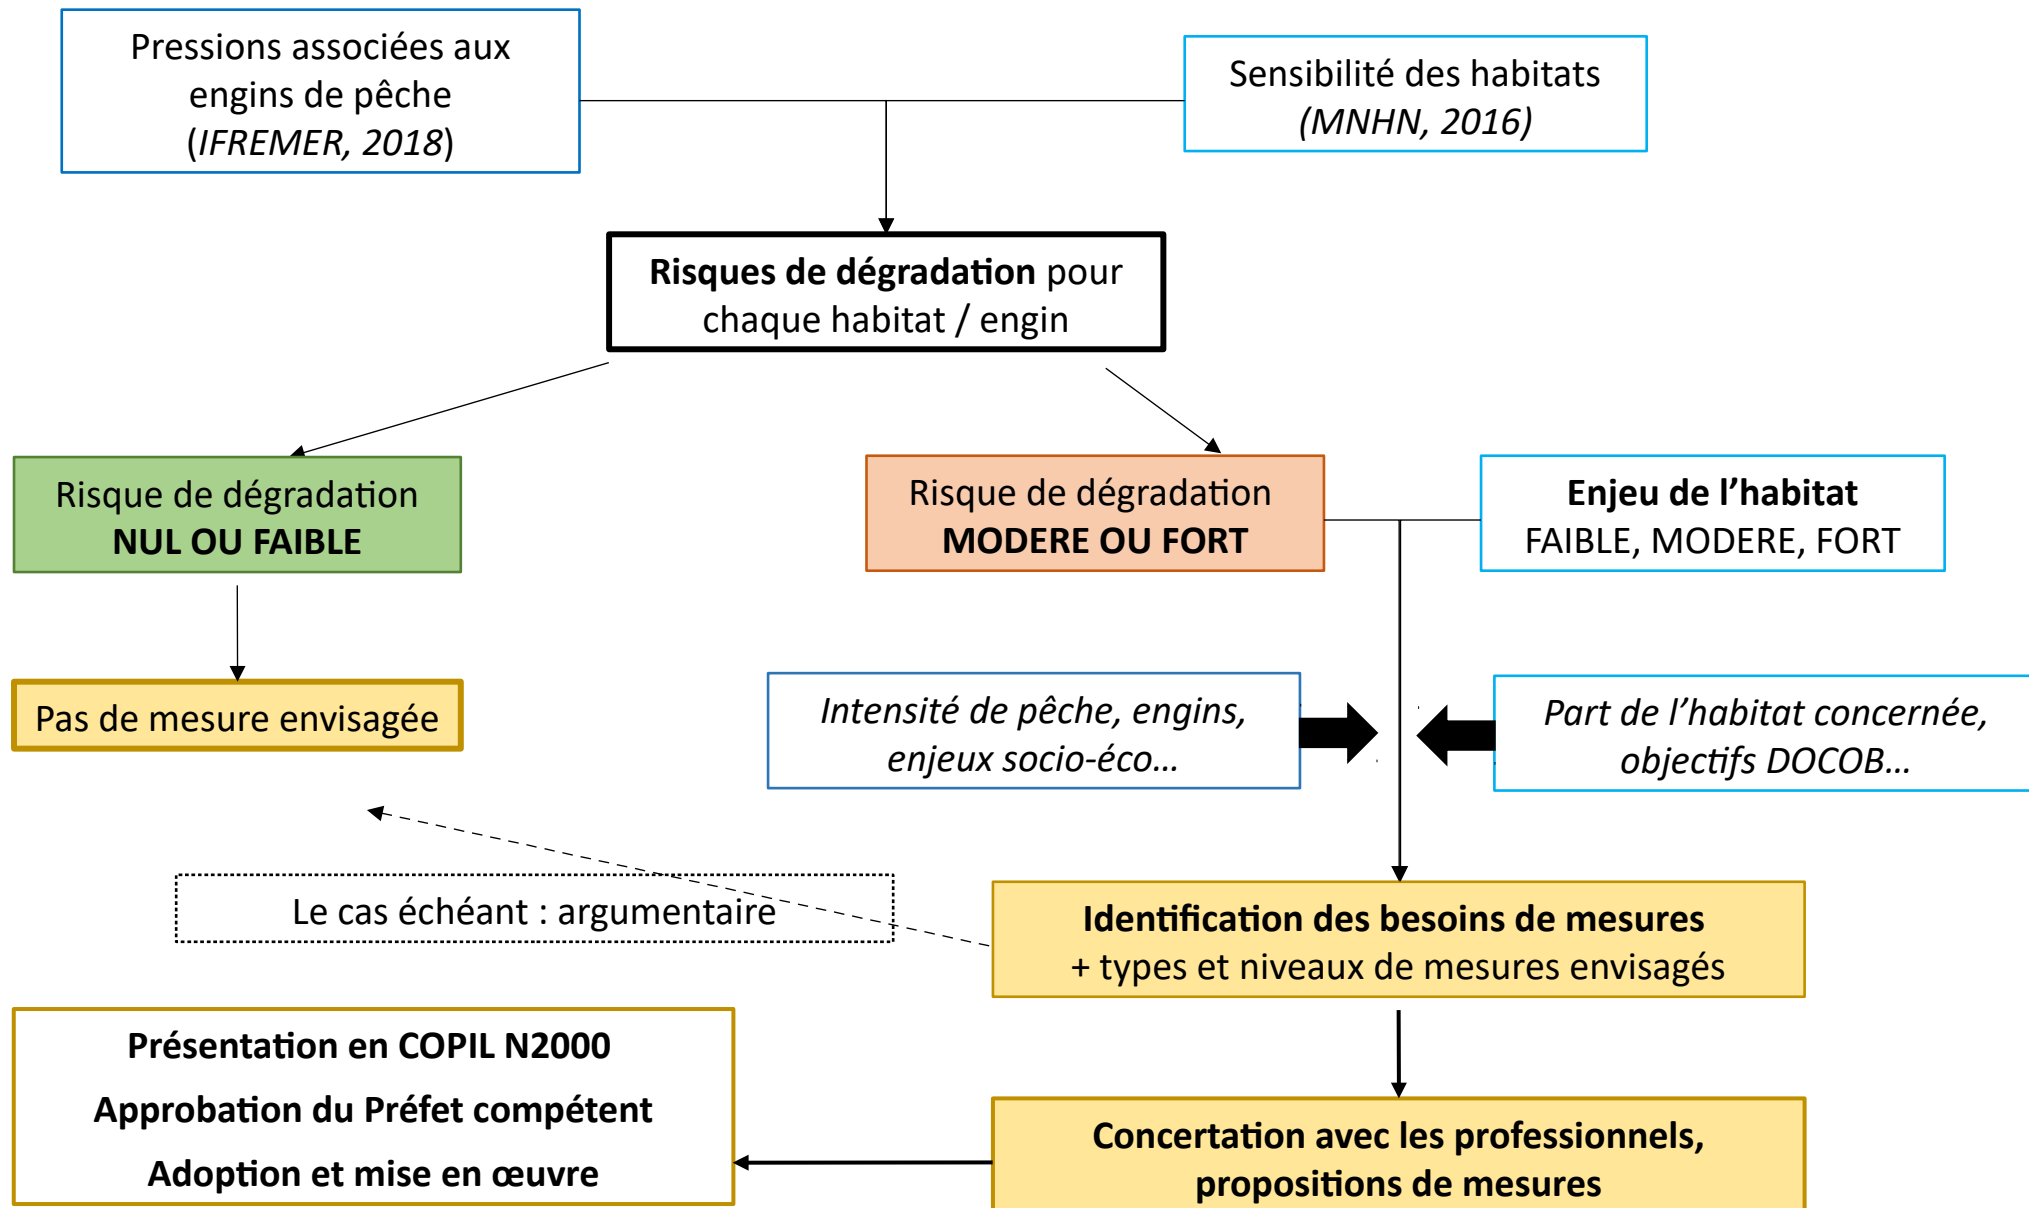 Pressions associées aux
engins de pêche
(IFREMER, 2018)
Sensibilité des habitats
(MNHN, 2016)
Risques de dégradation pour
chaque habitat / engin
Risque de dégradation
NUL OU FAIBLE
Risque de dégradation
MODERE OU FORT
Enjeu de l’habitat
FAIBLE, MODERE, FORT
Pas de mesure envisagée
Intensité de pêche, engins,
enjeux socio-éco…
Part de l’habitat concernée,
objectifs DOCOB…
Le cas échéant : argumentaire
Identification des besoins de mesures
+ types et niveaux de mesures envisagés
Présentation en COPIL N2000
Approbation du Préfet compétent
Adoption et mise en œuvre
Concertation avec les professionnels,
propositions de mesures